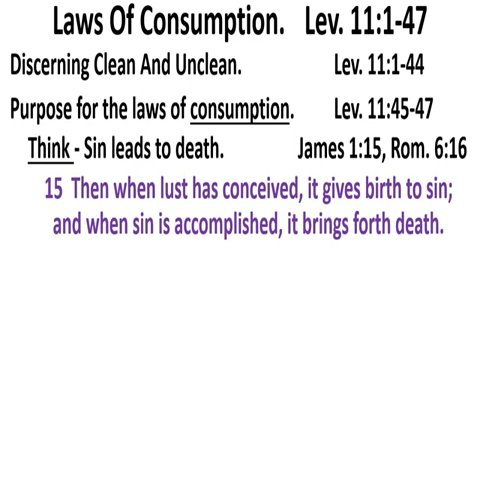 Laws Of Consumption. Lev. 11:1-47
Discerning Clean And Unclean. Lev. 11:1-44
Purpose for the laws of consumption. Lev. 11:45-47
Think - Sin leads to death. James 1:15, Rom. 6:16
15 Then when lust has conceived, it gives birth to sin;
and when sin is accomplished, it brings forth death.